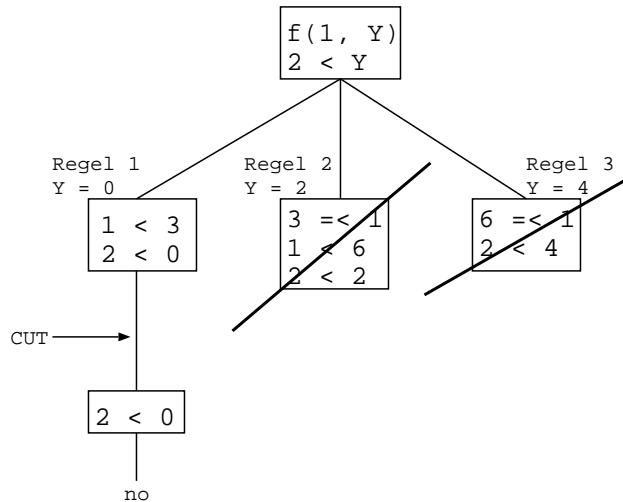 f(1, Y)
2 < Y
Regel 1
Y = 0
Regel 2
Y = 2
Regel 3
Y = 4
1 < 3
2 < 0
3 =< 1
1 < 6
2 < 2
6 =< 1
2 < 4
CUT
2 < 0
no